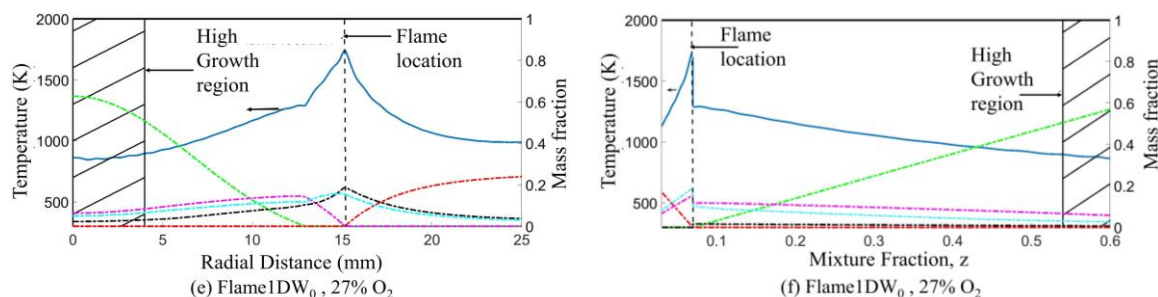 2000
1500
1000
500
Temperature (K)
High
Growth
region
Flame
location
1
0.8
0.6
0.4
0.2
0
Mass fraction
0
5
10
15
20
25
Radial Distance (mm)
(e) Flame1DW₀ , 27% O₂
2000
1500
1000
500
Temperature (K)
Flame
location
High
Growth
region
1
0.8
0.6
0.4
0.2
0
Mass fraction
0.1
0.2
0.3
0.4
0.5
0.6
Mixture Fraction, z
(f) Flame1DW₀ , 27% O₂